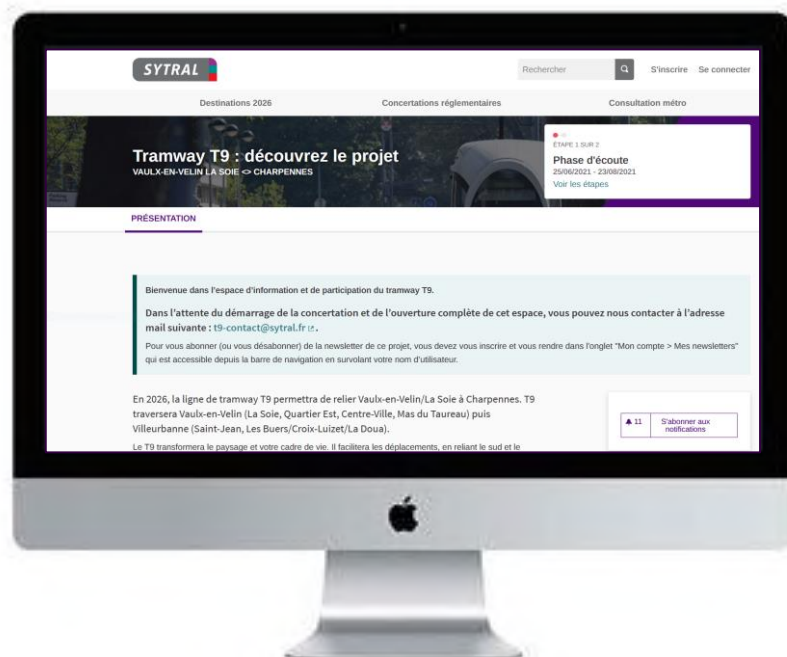 SYTRAL
Rechercher
S'inscrire
Se connecter
Destinations 2026
Concertations réglementaires
Consultation métro
Tramway T9 : découvrez le projet
VAULX-EN-VELIN LA SOIE <> CHARPENNES
ÉTAPE 1 SUR 2
Phase d'écoute
25/06/2021 - 23/08/2021
Voir les étapes
PRÉSENTATION
Bienvenue dans l'espace d'information et de participation du tramway T9.
Dans l'attente du démarrage de la concertation et de l'ouverture complète de cet espace, vous pouvez nous contacter à l'adresse
mail suivante : t9-contact@sytral.fr.
Pour vous abonner (ou vous désabonner) de la newsletter de ce projet, vous devez vous inscrire et vous rendre dans l'onglet "Mon compte > Mes newsletters"
qui est accessible depuis la barre de navigation en survolant votre nom d'utilisateur.
En 2026, la ligne de tramway T9 permettra de relier Vaulx-en-Velin/La Soie à Charpennes. T9
traversera Vaulx-en-Velin (La Soie, Quartier Est, Centre-Ville, Mas du Taureau) puis
Villeurbanne (Saint-Jean, Les Buers/Croix-Luizet/La Doua).
Le T9 transformera le paysage et votre cadre de vie. Il facilitera les déplacements, en reliant le sud et le
11
S'abonner aux
notifications